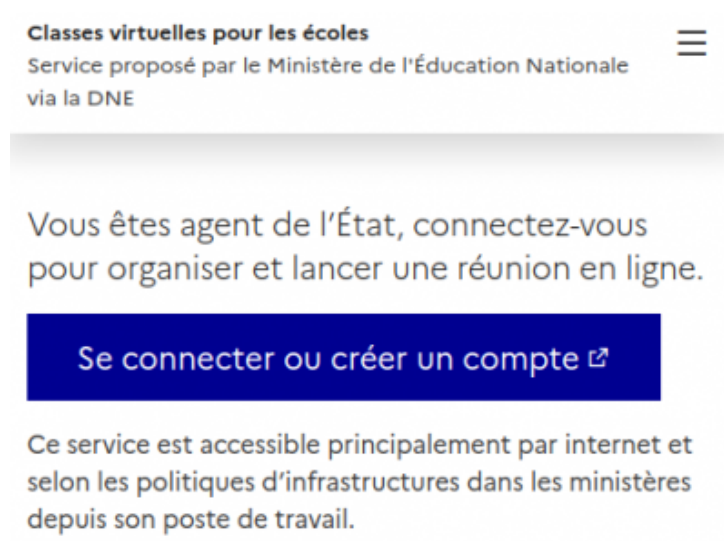 Classes virtuelles pour les écoles
Service proposé par le Ministère de l'Éducation Nationale
via la DNE
Vous êtes agent de l’État, connectez-vous
pour organiser et lancer une réunion en ligne.
Se connecter ou créer un compte
Ce service est accessible principalement par internet et
selon les politiques d’infrastructures dans les ministères
depuis son poste de travail.